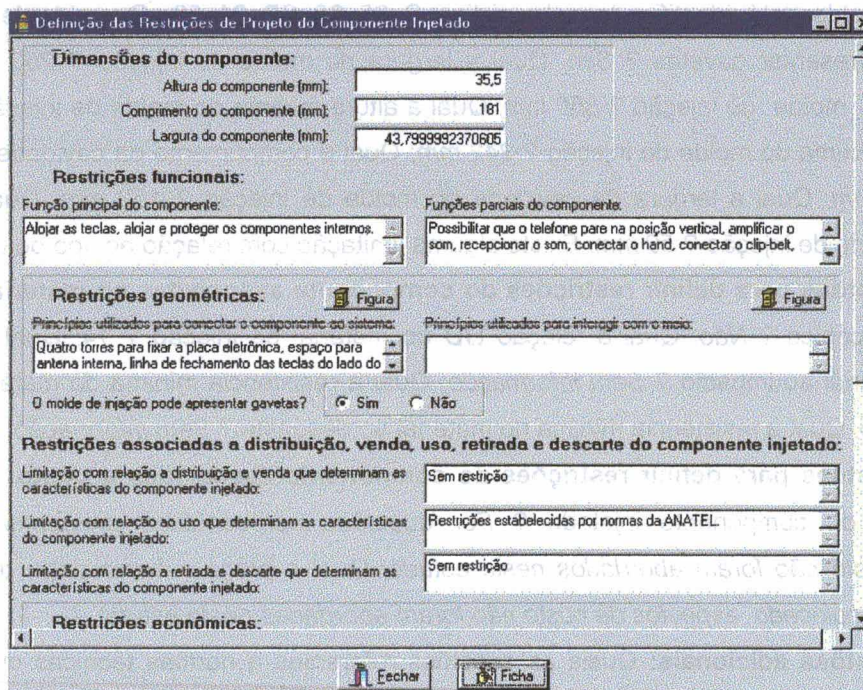 Definição das Restrições de Projeto do Componente Injetado
Dimensões do componente:
Altura do componente (mm): 35,5
Comprimento do componente (mm): 181
Largura do componente (mm): 43,7999992370605
Restrições funcionais:
Função principal do componente:
Alojar as teclas, alojar e proteger os componentes internos.
Funções parciais do componente:
Possibilitar que o telefone pare na posição vertical, amplificar o
som, recepcionar o som, conectar o hand, conectar o clip-belt,
Restrições geométricas:
Figura
Figura
Princípios utilizados para conectar o componente ao sistema:
Quatro torres para fixar a placa eletrônica, espaço para
antena interna, linha de fechamento das teclas do lado do
Princípios utilizados para interagir com o meio:
O molde de injeção pode apresentar gavetas? Sim Não
Restrições associadas a distribuição, venda, uso, retirada e descarte do componente injetado:
Limitação com relação a distribuição e venda que determinam as
características do componente injetado:
Sem restrição
Limitação com relação ao uso que determinam as características
do componente injetado:
Restrições estabelecidas por normas da ANATEL.
Limitação com relação a retirada e descarte que determinam as
características do componente injetado:
Sem restrição
Restrições econômicas:
Fechar
Ficha